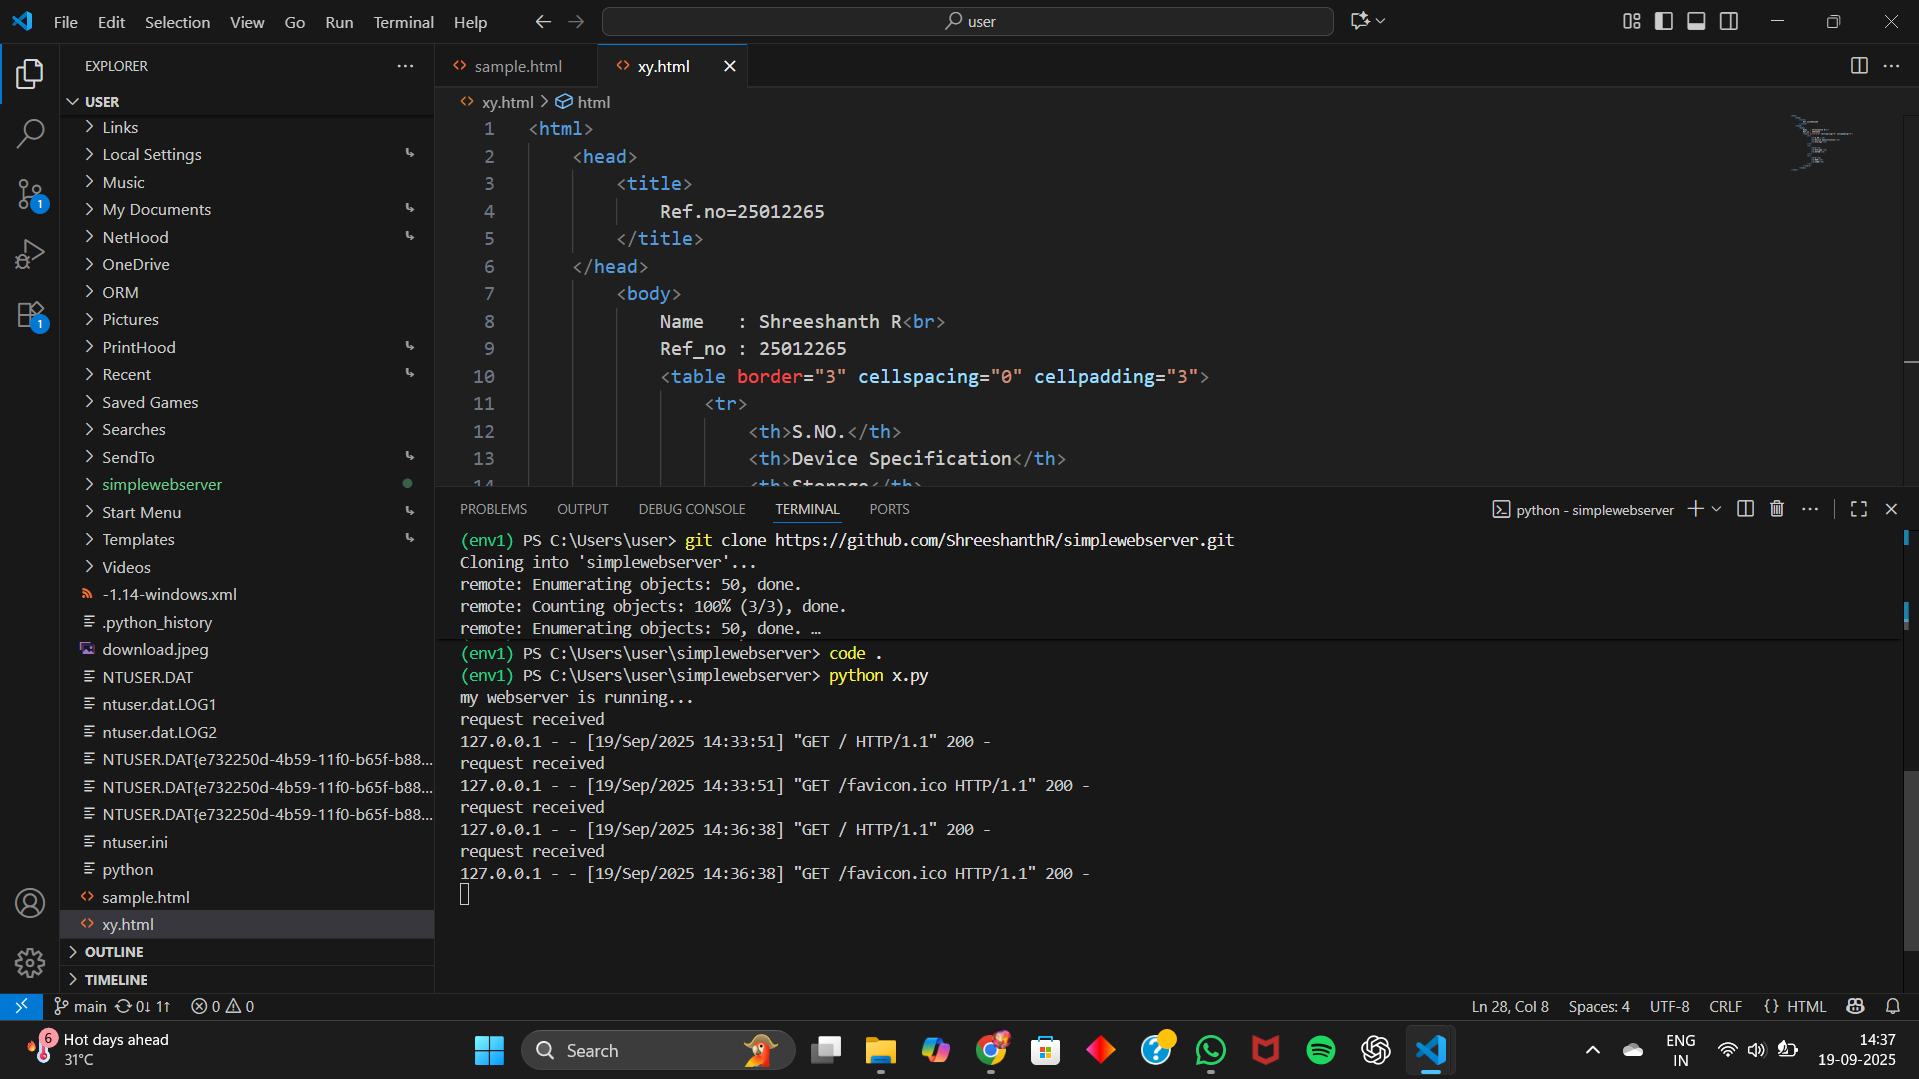 File Edit Selection View Go Run Terminal Help
user
EXPLORER
sample.html
xy.html
USER
xy.html > html
Links
Local Settings
Music
My Documents
NetHood
OneDrive
ORM
Pictures
PrintHood
Recent
Saved Games
Searches
SendTo
simplewebserver
Start Menu
Templates
Videos
-1.14-windows.xml
.python_history
download.jpeg
NTUSER.DAT
ntuser.dat.LOG1
ntuser.dat.LOG2
NTUSER.DAT{e732250d-4b59-11f0-b65f-b88...
NTUSER.DAT{e732250d-4b59-11f0-b65f-b88...
NTUSER.DAT{e732250d-4b59-11f0-b65f-b88...
ntuser.ini
python
sample.html
xy.html
OUTLINE
TIMELINE
1
1
1 <html>
2 <head>
3 <title>
4 Ref.no=25012265
5 </title>
6 </head>
7 <body>
8 Name   : Shreeshanth R<br>
9 Ref_no : 25012265
10 <table border="3" cellspacing="0" cellpadding="3">
11 <tr>
12 <th>S.NO.</th>
13 <th>Device Specification</th>
14 <th>Storage</th>
PROBLEMS OUTPUT DEBUG CONSOLE TERMINAL PORTS
python - simplewebserver
(env1) PS C:\Users\user> git clone https://github.com/ShreeshanthR/simplewebserver.git
Cloning into 'simplewebserver'...
remote: Enumerating objects: 50, done.
remote: Counting objects: 100% (3/3), done.
remote: Enumerating objects: 50, done. …
(env1) PS C:\Users\user\simplewebserver> code .
(env1) PS C:\Users\user\simplewebserver> python x.py
my webserver is running...
request received
127.0.0.1 - - [19/Sep/2025 14:33:51] "GET / HTTP/1.1" 200 -
request received
127.0.0.1 - - [19/Sep/2025 14:33:51] "GET /favicon.ico HTTP/1.1" 200 -
request received
127.0.0.1 - - [19/Sep/2025 14:36:38] "GET / HTTP/1.1" 200 -
request received
127.0.0.1 - - [19/Sep/2025 14:36:38] "GET /favicon.ico HTTP/1.1" 200 -
main 0↓ 1↑ 0 0
Ln 28, Col 8 Spaces: 4 UTF-8 CRLF {} HTML
6
Hot days ahead
31°C
Search
ENG
IN
14:37
19-09-2025